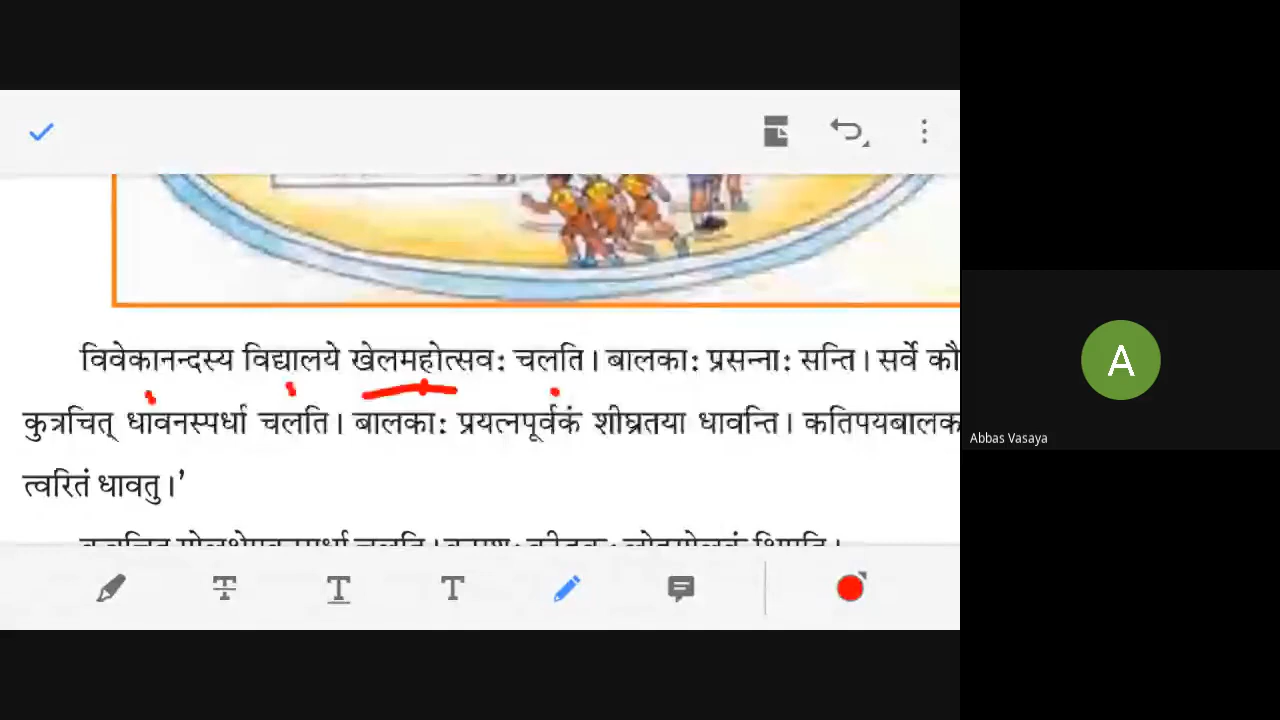 विवेकानन्दस्य विद्यालये खेलमहोत्सवः चलति। बालकाः प्रसन्नाः सन्ति। सर्वे
कुत्रचित् धावनस्पर्धा चलति। बालकाः प्रयत्नपूर्वकं शीघ्रतया धावन्ति। कतिपयबालक
त्वरितं धावतु।’
A
Abbas Vasaya